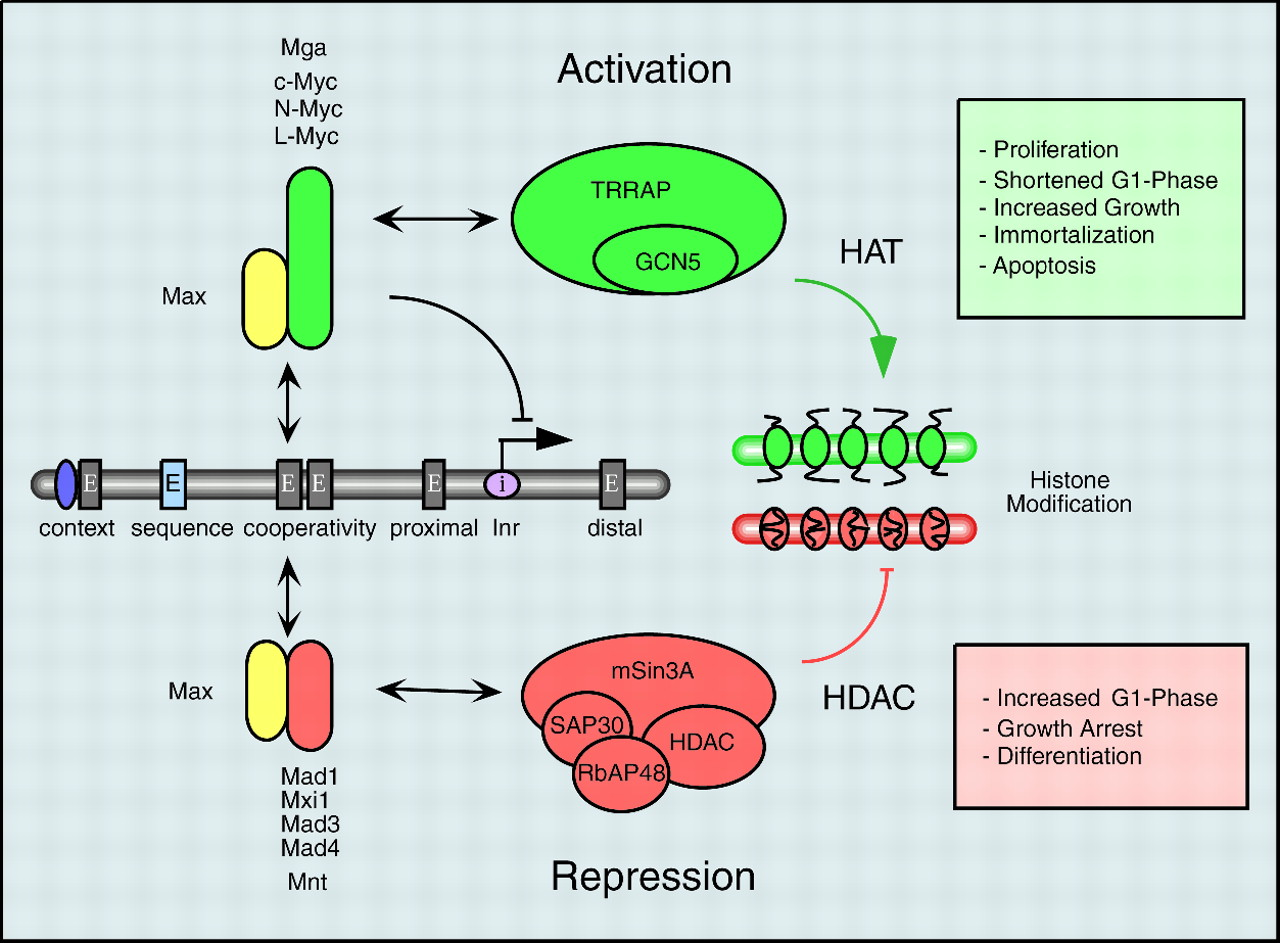 Mga
c-Myc
N-Myc
L-Myc
Activation
TRRAP
GCN5
Max
HAT
- Proliferation
- Shortened G1-Phase
- Increased Growth
- Immortalization
- Apoptosis
E E E E E i E
context sequence cooperativity proximal Inr distal
Histone
Modification
Max
Mad1
Mxi1
Mad3
Mad4
Mnt
mSin3A
SAP30
HDAC
RbAP48
HDAC
Repression
- Increased G1-Phase
- Growth Arrest
- Differentiation